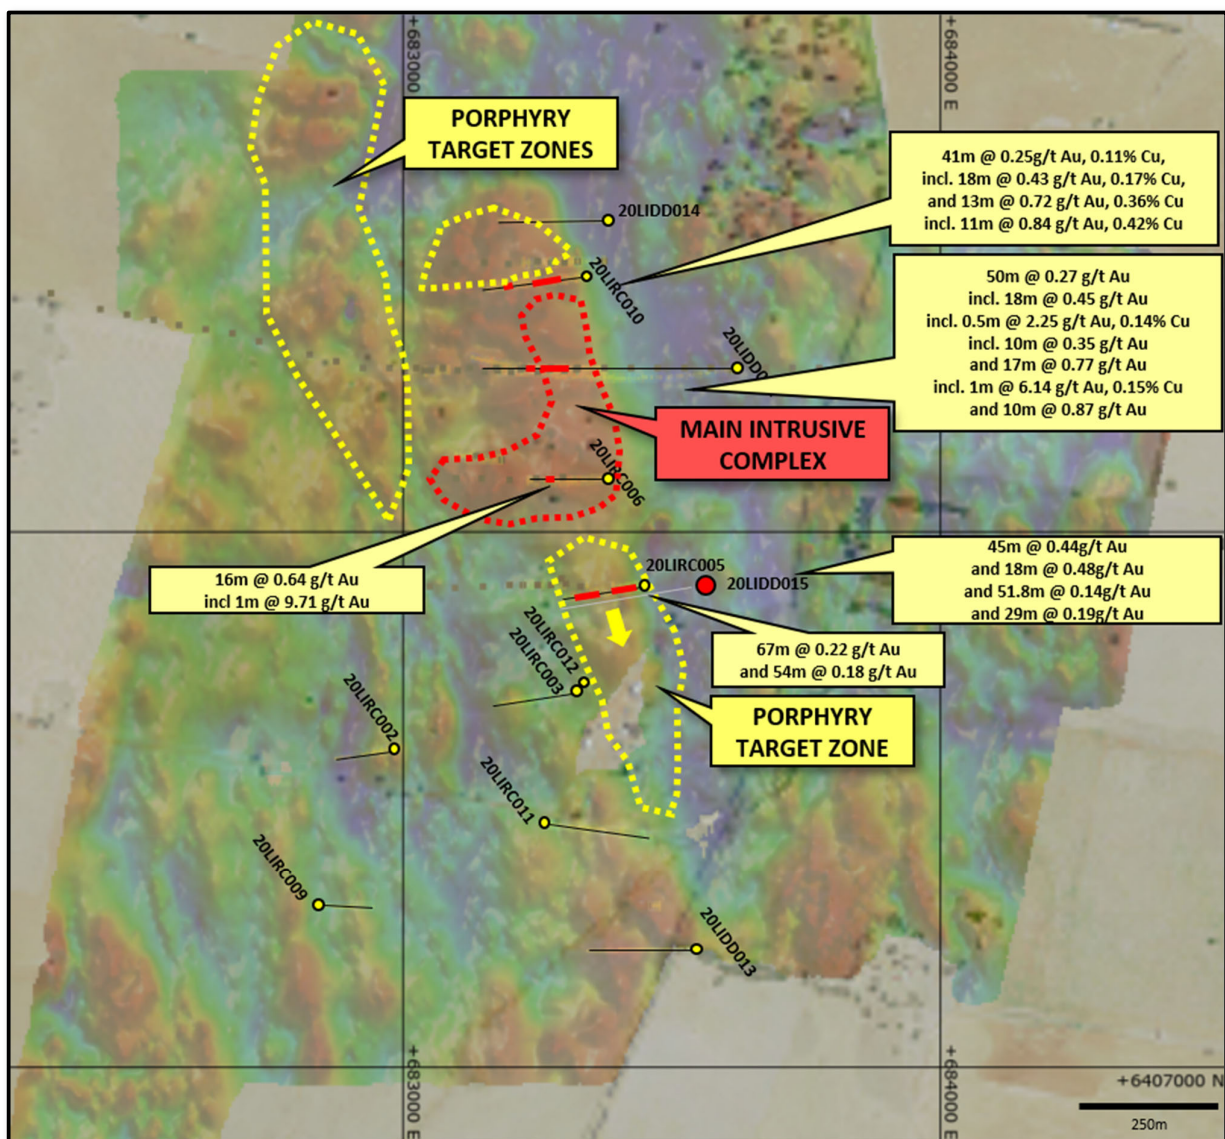 +683000
+684000 E
PORPHYRY
TARGET ZONES
41m @ 0.25g/t Au, 0.11% Cu,
incl. 18m @ 0.43 g/t Au, 0.17% Cu,
and 13m @ 0.72 g/t Au, 0.36% Cu
incl. 11m @ 0.84 g/t Au, 0.42% Cu
20LIDD014
20LIRC010
50m @ 0.27 g/t Au
incl. 18m @ 0.45 g/t Au
incl. 0.5m @ 2.25 g/t Au, 0.14% Cu
incl. 10m @ 0.35 g/t Au
and 17m @ 0.77 g/t Au
incl. 1m @ 6.14 g/t Au, 0.15% Cu
and 10m @ 0.87 g/t Au
MAIN INTRUSIVE
COMPLEX
20LIRC006
45m @ 0.44g/t Au
and 18m @ 0.48g/t Au
and 51.8m @ 0.14g/t Au
and 29m @ 0.19g/t Au
16m @ 0.64 g/t Au
incl 1m @ 9.71 g/t Au
20LIRC005
20LIDD015
67m @ 0.22 g/t Au
and 54m @ 0.18 g/t Au
20LIRC012
20LIRC003
20LIRC002
PORPHYRY
TARGET ZONE
20LIRC011
20LIRC009
20LIDD013
+683000 E
+684000 E
+6407000 N
250m